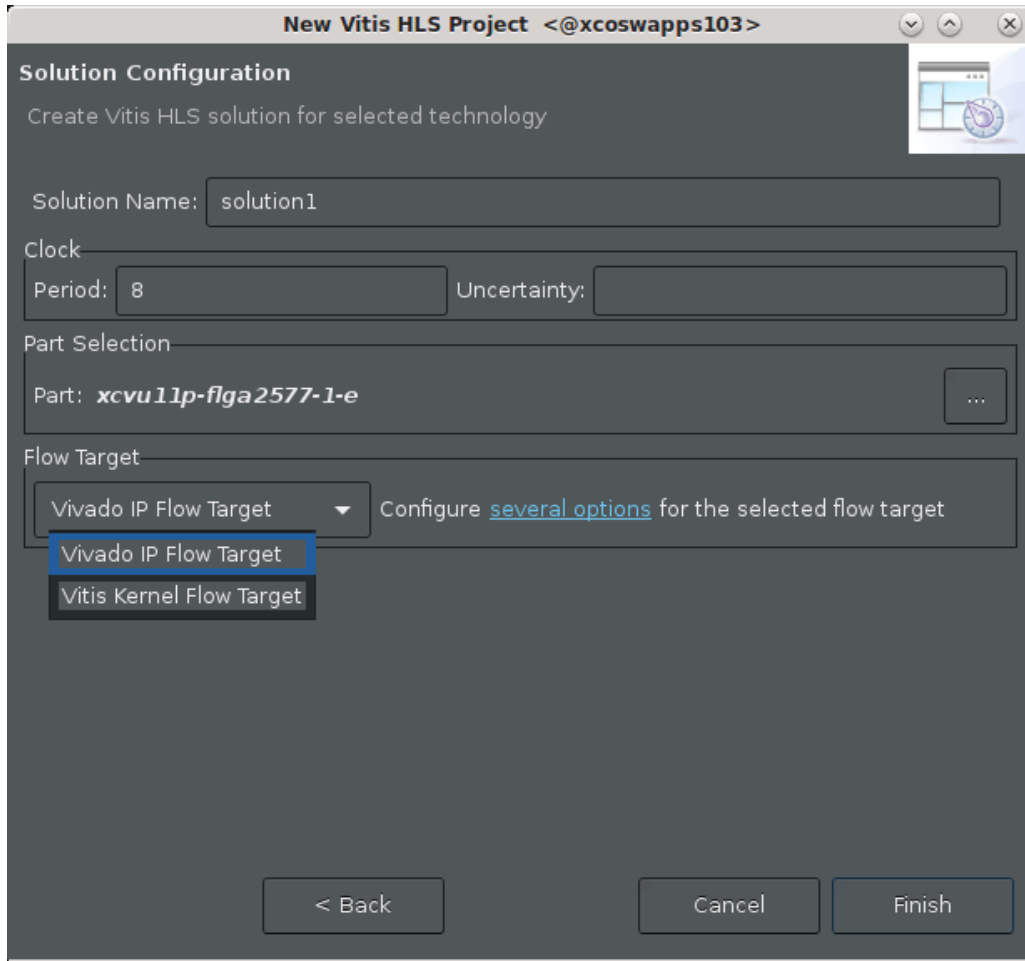 New Vitis HLS Project <@xcoswapps103>
Solution Configuration
Create Vitis HLS solution for selected technology
Solution Name: solution1
Clock
Period: 8 Uncertainty:
Part Selection
Part: xcvu11p-flga2577-1-e ...
Flow Target
Vivado IP Flow Target Configure several options for the selected flow target
Vivado IP Flow Target
Vitis Kernel Flow Target
< Back Cancel Finish